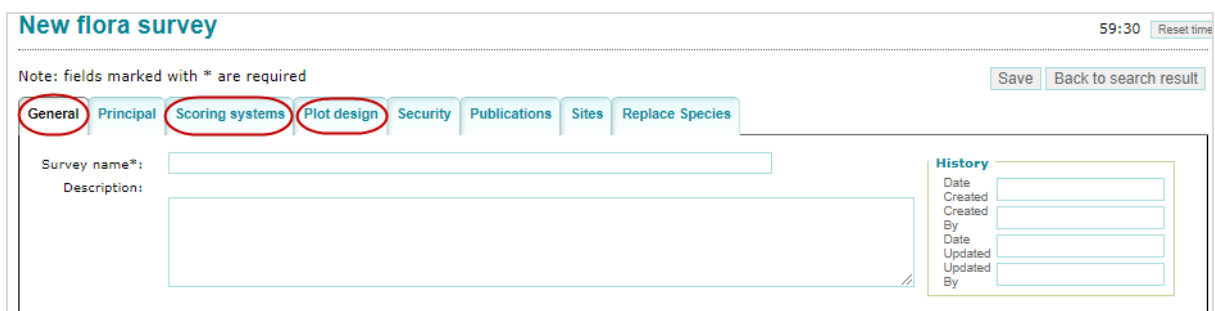 New flora survey
59:30 Reset time
Note: fields marked with * are required
Save Back to search result
General Principal Scoring systems Plot design Security Publications Sites Replace Species
Survey name*:
Description:
History
Date Created
Created By
Date Updated
Updated By